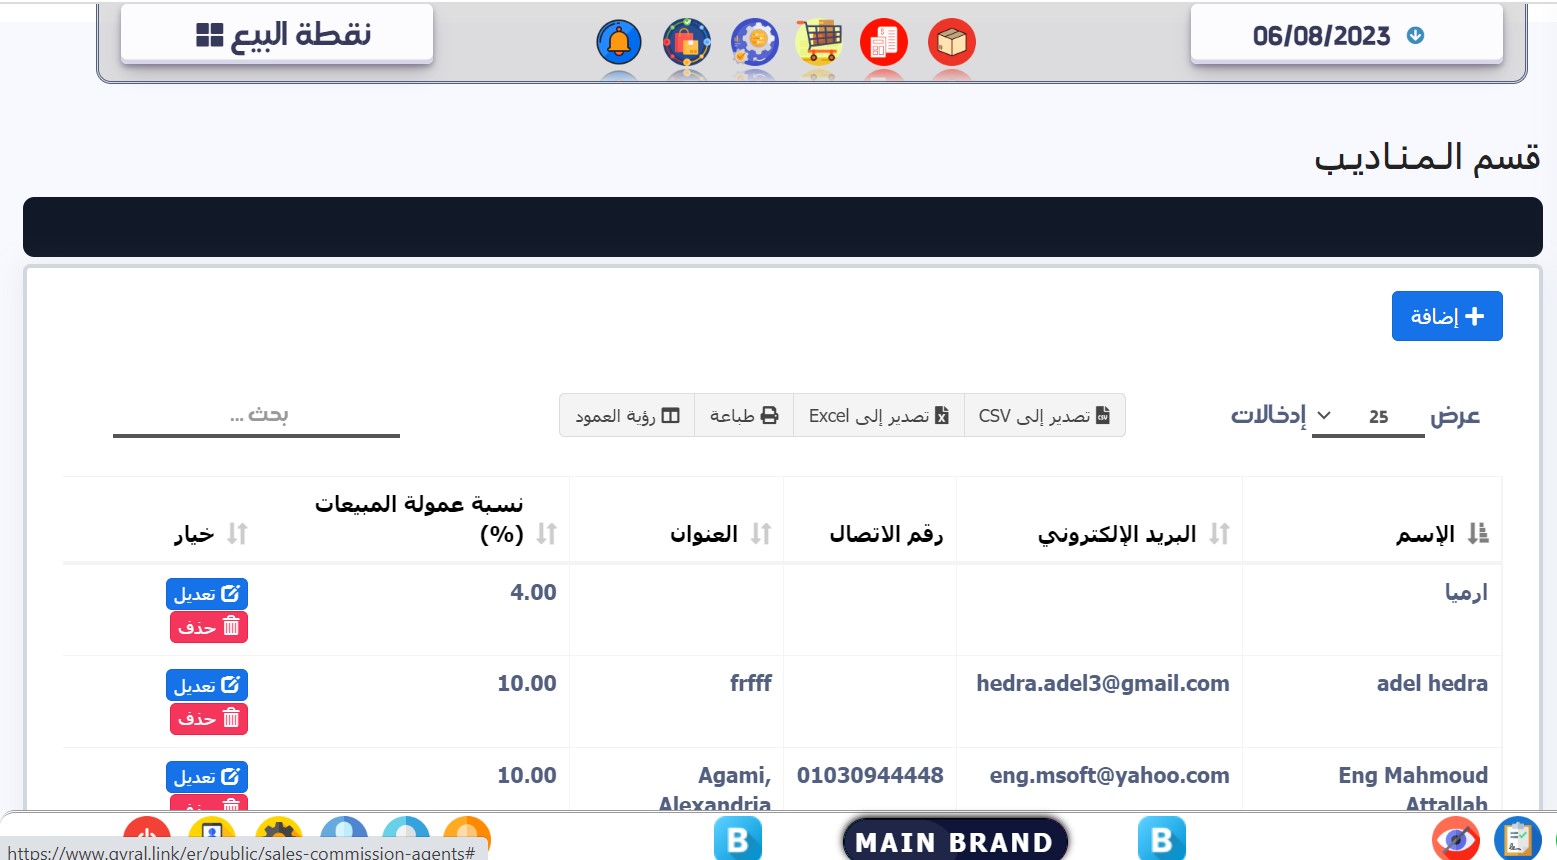 06/08/2023
نقطة البيع
قسم الـمـنـاديـب
إضافة
عرض 25 إدخالات
تصدير إلى CSV
تصدير إلى Excel
طباعة
رؤية العمود
بحث ...
الإسم
البريد الإلكتروني
رقم الاتصال
العنوان
نسبة عمولة المبيعات
(%)
خيار
ارميا
4.00
تعديل
حذف
adel hedra
hedra.adel3@gmail.com
frfff
10.00
تعديل
حذف
Eng Mahmoud
Attallah
eng.msoft@yahoo.com
01030944448
Agami,
Alexandria
10.00
تعديل
حذف
B
MAIN BRAND
B
https://www.gvral.link/er/public/sales-commission-agents#